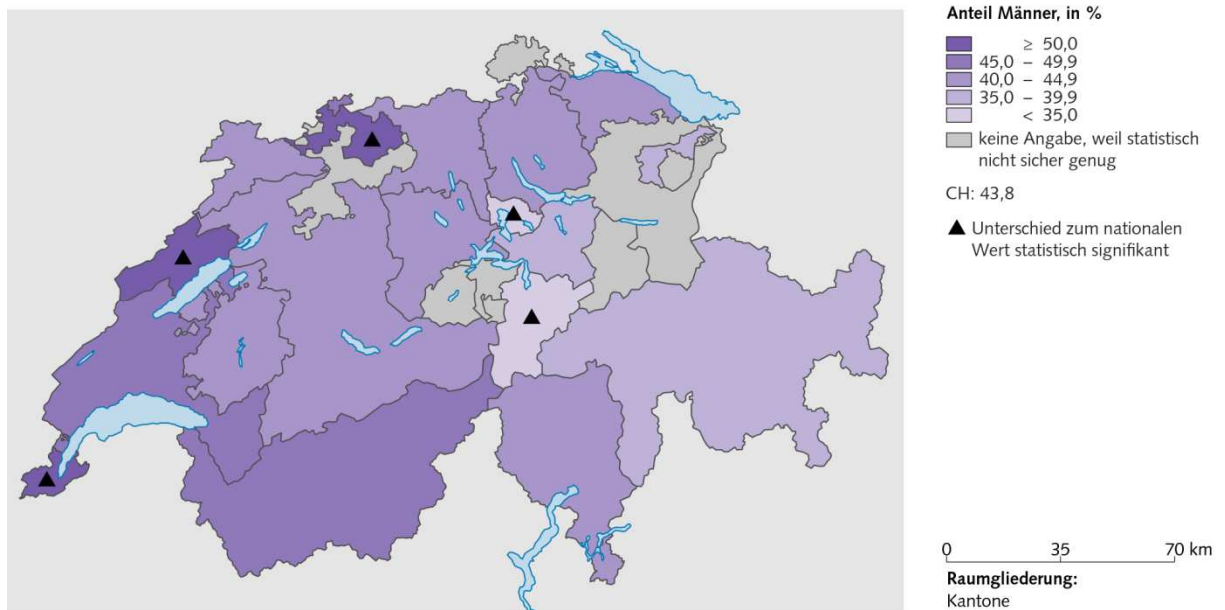 Anteil Männer, in %
≥ 50,0
45,0 – 49,9
40,0 – 44,9
35,0 – 39,9
< 35,0
keine Angabe, weil statistisch
nicht sicher genug
CH: 43,8
▲ Unterschied zum nationalen
Wert statistisch signifikant
0 35 70 km
Raumgliederung:
Kantone